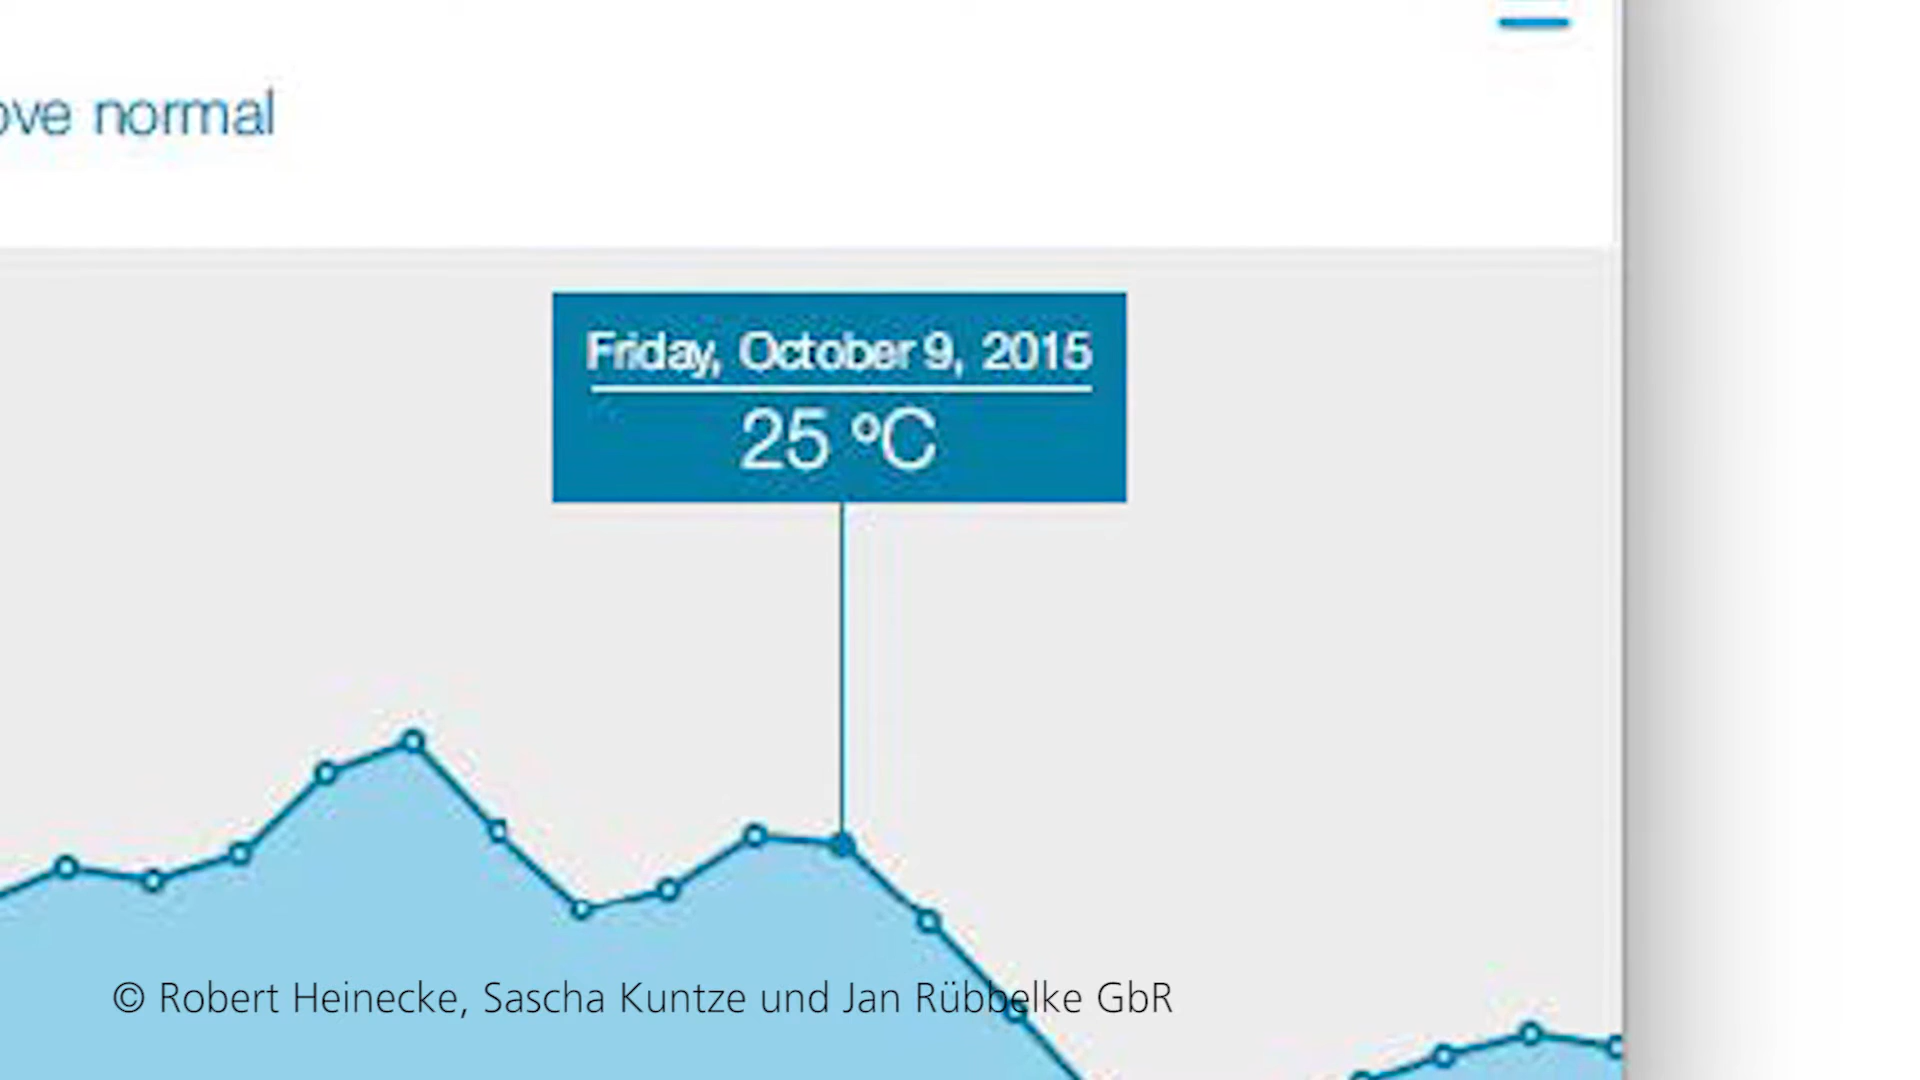 ove normal
Friday, October 9, 2015
25 °C
© Robert Heinecke, Sascha Kuntze und Jan Rübbelke GbR